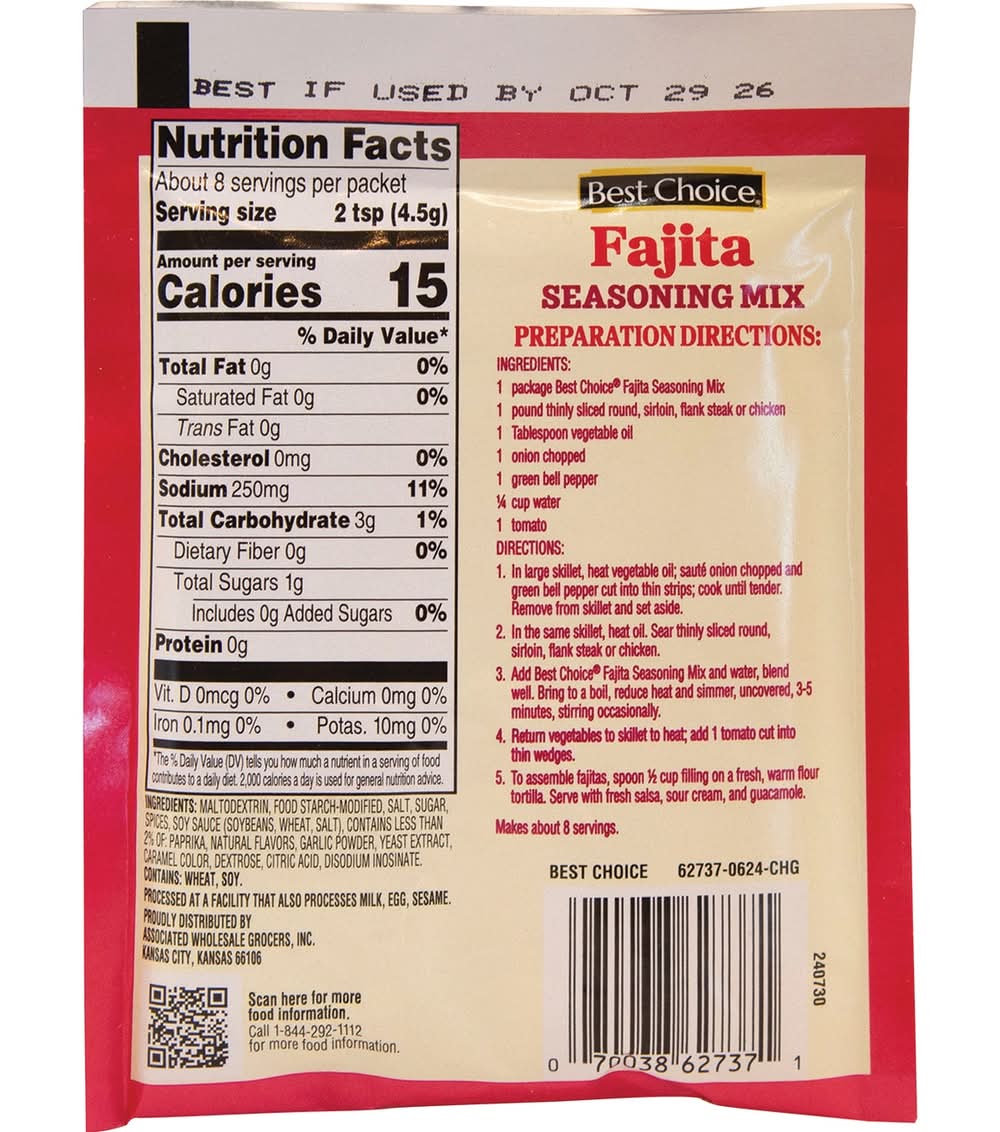 BEST IF USED BY OCT 29 26
Nutrition Facts
About 8 servings per packet
Serving size 2 tsp (4.5g)
Amount per serving
Calories 15
% Daily Value*
Total Fat 0g 0%
Saturated Fat 0g 0%
Trans Fat 0g
Cholesterol 0mg 0%
Sodium 250mg 11%
Total Carbohydrate 3g 1%
Dietary Fiber 0g 0%
Total Sugars 1g
Includes 0g Added Sugars 0%
Protein 0g
Vit. D 0mcg 0% • Calcium 0mg 0%
Iron 0.1mg 0% • Potas. 10mg 0%
*The % Daily Value (DV) tells you how much a nutrient in a serving of food
contributes to a daily diet. 2,000 calories a day is used for general nutrition advice.
INGREDIENTS: MALTODEXTRIN, FOOD STARCH-MODIFIED, SALT, SUGAR,
SPICES, SOY SAUCE (SOYBEANS, WHEAT, SALT), CONTAINS LESS THAN
2% OF: PAPRIKA, NATURAL FLAVORS, GARLIC POWDER, YEAST EXTRACT,
CARAMEL COLOR, DEXTROSE, CITRIC ACID, DISODIUM INOSINATE.
CONTAINS: WHEAT, SOY.
PROCESSED AT A FACILITY THAT ALSO PROCESSES MILK, EGG, SESAME.
PROUDLY DISTRIBUTED BY
ASSOCIATED WHOLESALE GROCERS, INC.
KANSAS CITY, KANSAS 66106
Scan here for more
food information.
Call 1-844-292-1112
for more food information.
Best Choice®
Fajita
SEASONING MIX
PREPARATION DIRECTIONS:
INGREDIENTS:
1 package Best Choice® Fajita Seasoning Mix
1 pound thinly sliced round, sirloin, flank steak or chicken
1 Tablespoon vegetable oil
1 onion chopped
1 green bell pepper
¼ cup water
1 tomato
DIRECTIONS:
1. In large skillet, heat vegetable oil; sauté onion chopped and
green bell pepper cut into thin strips; cook until tender.
Remove from skillet and set aside.
2. In the same skillet, heat oil. Sear thinly sliced round,
sirloin, flank steak or chicken.
3. Add Best Choice® Fajita Seasoning Mix and water, blend
well. Bring to a boil, reduce heat and simmer, uncovered, 3-5
minutes, stirring occasionally.
4. Return vegetables to skillet to heat; add 1 tomato cut into
thin wedges.
5. To assemble fajitas, spoon ½ cup filling on a fresh, warm flour
tortilla. Serve with fresh salsa, sour cream, and guacamole.
Makes about 8 servings.
BEST CHOICE 62737-0624-CHG
240730
0 70038 62737 1